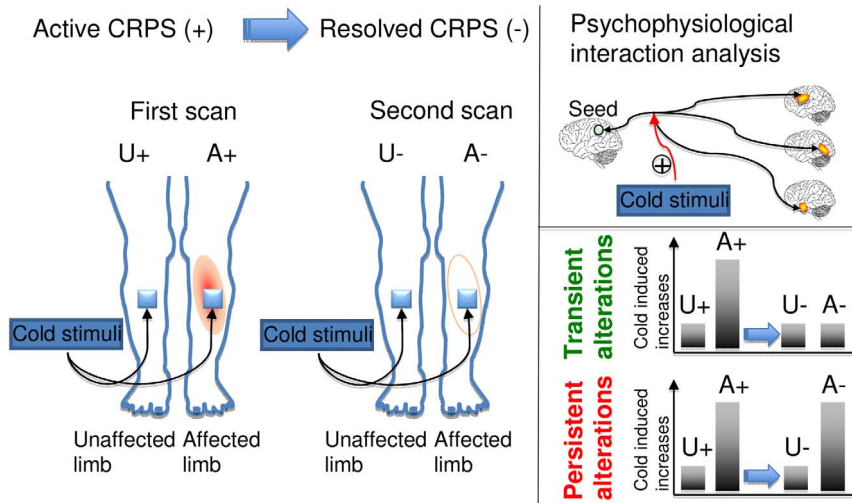 Active CRPS (+)
Resolved CRPS (-)
First scan
Second scan
U+
A+
U-
A-
Cold stimuli
Cold stimuli
Unaffected
limb
Affected
limb
Unaffected
limb
Affected
limb
Psychophysiological
interaction analysis
Seed
+
Cold stimuli
Transient
alterations
Cold induced
increases
U+
A+
U-
A-
Persistent
alterations
Cold induced
increases
U+
A+
U-
A-